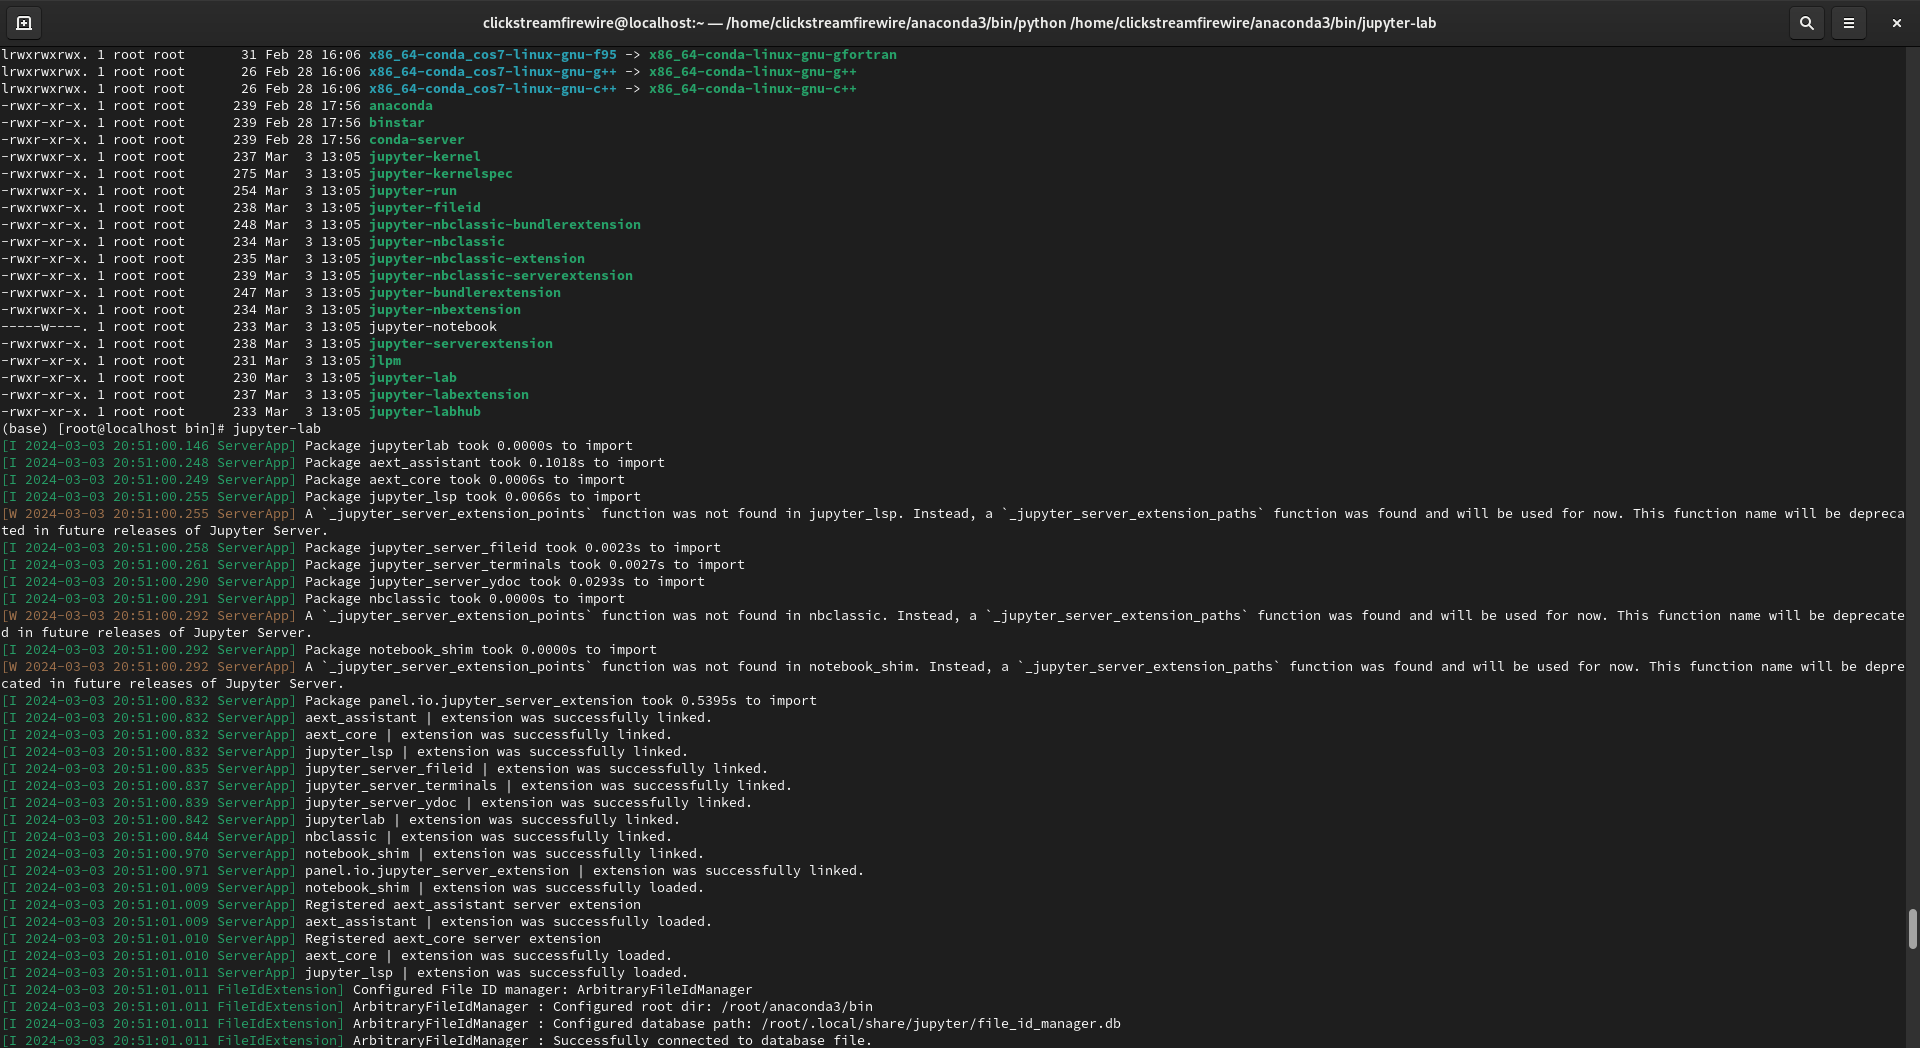 clickstreamfirewire@localhost:~ — /home/clickstreamfirewire/anaconda3/bin/python /home/clickstreamfirewire/anaconda3/bin/jupyter-lab
lrwxrwxrwx. 1 root root      31 Feb 28 16:06 x86_64-conda_cos7-linux-gnu-f95 -> x86_64-conda-linux-gnu-gfortran
lrwxrwxrwx. 1 root root      26 Feb 28 16:06 x86_64-conda_cos7-linux-gnu-g++ -> x86_64-conda-linux-gnu-g++
lrwxrwxrwx. 1 root root      26 Feb 28 16:06 x86_64-conda_cos7-linux-gnu-c++ -> x86_64-conda-linux-gnu-c++
-rwxrwxr-x. 1 root root      239 Feb 28 17:56 anaconda
-rwxrwxr-x. 1 root root      239 Feb 28 17:56 binstar
-rwxr-xr-x. 1 root root      239 Feb 28 17:56 conda-server
-rwxrwxr-x. 1 root root      237 Mar  3 13:05 jupyter-kernel
-rwxr-xr-x. 1 root root      275 Mar  3 13:05 jupyter-kernelspec
-rwxr-xr-x. 1 root root      254 Mar  3 13:05 jupyter-run
-rwxrwxr-x. 1 root root      238 Mar  3 13:05 jupyter-fileid
-rwxr-xr-x. 1 root root      248 Mar  3 13:05 jupyter-nbclassic-bundlerextension
-rwxr-xr-x. 1 root root      234 Mar  3 13:05 jupyter-nbclassic
-rwxr-xr-x. 1 root root      235 Mar  3 13:05 jupyter-nbclassic-extension
-rwxr-xr-x. 1 root root      239 Mar  3 13:05 jupyter-nbclassic-serverextension
-rwxrwxr-x. 1 root root      247 Mar  3 13:05 jupyter-bundlerextension
-rwxrwxr-x. 1 root root      234 Mar  3 13:05 jupyter-nbextension
-----w----. 1 root root      233 Mar  3 13:05 jupyter-notebook
-rwxr-xr-x. 1 root root      238 Mar  3 13:05 jupyter-serverextension
-rwxr-xr-x. 1 root root      231 Mar  3 13:05 jlpm
-rwxr-xr-x. 1 root root      230 Mar  3 13:05 jupyter-lab
-rwxr-xr-x. 1 root root      237 Mar  3 13:05 jupyter-labextension
-rwxr-xr-x. 1 root root      233 Mar  3 13:05 jupyter-labhub
(base) [root@localhost bin]# jupyter-lab
[I 2024-03-03 20:51:00.146 ServerApp] Package jupyterlab took 0.0000s to import
[I 2024-03-03 20:51:00.248 ServerApp] Package aext_assistant took 0.1018s to import
[I 2024-03-03 20:51:00.249 ServerApp] Package aext_core took 0.0006s to import
[I 2024-03-03 20:51:00.255 ServerApp] Package jupyter_lsp took 0.0066s to import
[W 2024-03-03 20:51:00.255 ServerApp] A `_jupyter_server_extension_points` function was not found in jupyter_lsp. Instead, a `_jupyter_server_extension_paths` function was found and will be used for now. This function name will be depreca
ted in future releases of Jupyter Server.
[I 2024-03-03 20:51:00.258 ServerApp] Package jupyter_server_fileid took 0.0023s to import
[I 2024-03-03 20:51:00.261 ServerApp] Package jupyter_server_terminals took 0.0027s to import
[I 2024-03-03 20:51:00.290 ServerApp] Package jupyter_server_ydoc took 0.0293s to import
[I 2024-03-03 20:51:00.291 ServerApp] Package nbclassic took 0.0000s to import
[W 2024-03-03 20:51:00.292 ServerApp] A `_jupyter_server_extension_points` function was not found in nbclassic. Instead, a `_jupyter_server_extension_paths` function was found and will be used for now. This function name will be deprecate
d in future releases of Jupyter Server.
[I 2024-03-03 20:51:00.292 ServerApp] Package notebook_shim took 0.0000s to import
[W 2024-03-03 20:51:00.292 ServerApp] A `_jupyter_server_extension_points` function was not found in notebook_shim. Instead, a `_jupyter_server_extension_paths` function was found and will be used for now. This function name will be depre
cated in future releases of Jupyter Server.
[I 2024-03-03 20:51:00.832 ServerApp] Package panel.io.jupyter_server_extension took 0.5395s to import
[I 2024-03-03 20:51:00.832 ServerApp] aext_assistant | extension was successfully linked.
[I 2024-03-03 20:51:00.832 ServerApp] aext_core | extension was successfully linked.
[I 2024-03-03 20:51:00.832 ServerApp] jupyter_lsp | extension was successfully linked.
[I 2024-03-03 20:51:00.835 ServerApp] jupyter_server_fileid | extension was successfully linked.
[I 2024-03-03 20:51:00.837 ServerApp] jupyter_server_terminals | extension was successfully linked.
[I 2024-03-03 20:51:00.839 ServerApp] jupyter_server_ydoc | extension was successfully linked.
[I 2024-03-03 20:51:00.842 ServerApp] jupyterlab | extension was successfully linked.
[I 2024-03-03 20:51:00.844 ServerApp] nbclassic | extension was successfully linked.
[I 2024-03-03 20:51:00.970 ServerApp] notebook_shim | extension was successfully linked.
[I 2024-03-03 20:51:00.971 ServerApp] panel.io.jupyter_server_extension | extension was successfully linked.
[I 2024-03-03 20:51:01.009 ServerApp] notebook_shim | extension was successfully loaded.
[I 2024-03-03 20:51:01.009 ServerApp] Registered aext_assistant server extension
[I 2024-03-03 20:51:01.009 ServerApp] aext_assistant | extension was successfully loaded.
[I 2024-03-03 20:51:01.010 ServerApp] Registered aext_core server extension
[I 2024-03-03 20:51:01.010 ServerApp] aext_core | extension was successfully loaded.
[I 2024-03-03 20:51:01.011 ServerApp] jupyter_lsp | extension was successfully loaded.
[I 2024-03-03 20:51:01.011 FileIdExtension] Configured File ID manager: ArbitraryFileIdManager
[I 2024-03-03 20:51:01.011 FileIdExtension] ArbitraryFileIdManager : Configured root dir: /root/anaconda3/bin
[I 2024-03-03 20:51:01.011 FileIdExtension] ArbitraryFileIdManager : Configured database path: /root/.local/share/jupyter/file_id_manager.db
[I 2024-03-03 20:51:01.011 FileIdExtension] ArbitraryFileIdManager : Successfully connected to database file.